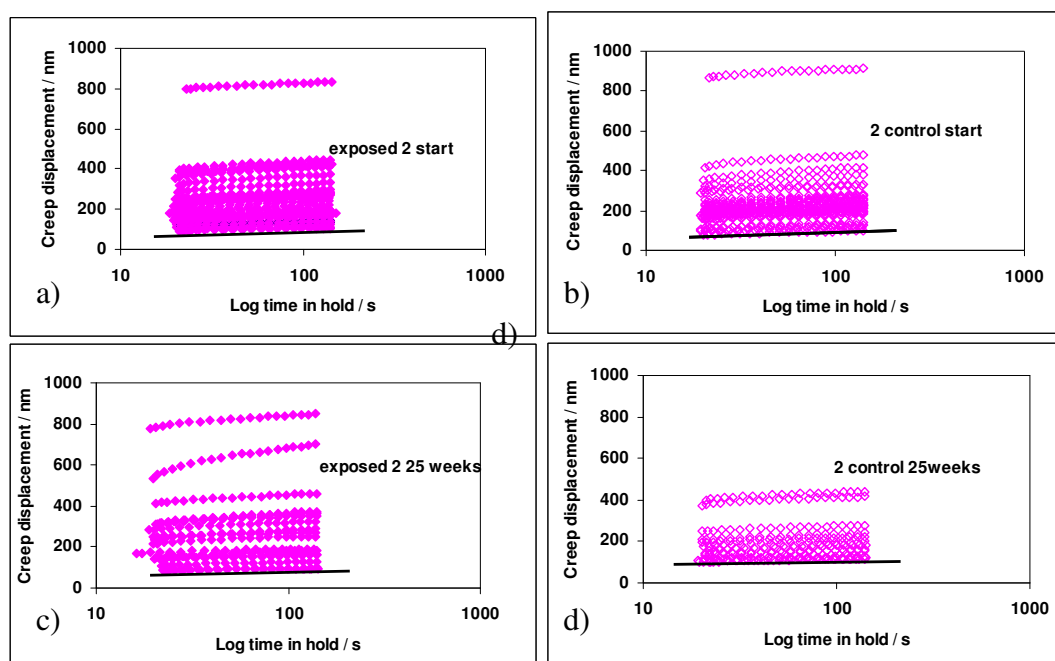 1000
800
600
400
200
0
Creep displacement / nm
exposed 2 start
10 100 1000
Log time in hold / s
a)
1000
800
600
400
200
0
Creep displacement / nm
2 control start
10 100 1000
Log time in hold / s
b)
d)
1000
800
600
400
200
0
Creep displacement / nm
exposed 2 25 weeks
10 100 1000
Log time in hold / s
c)
1000
800
600
400
200
0
Creep displacement / nm
2 control 25weeks
10 100 1000
Log time in hold / s
d)